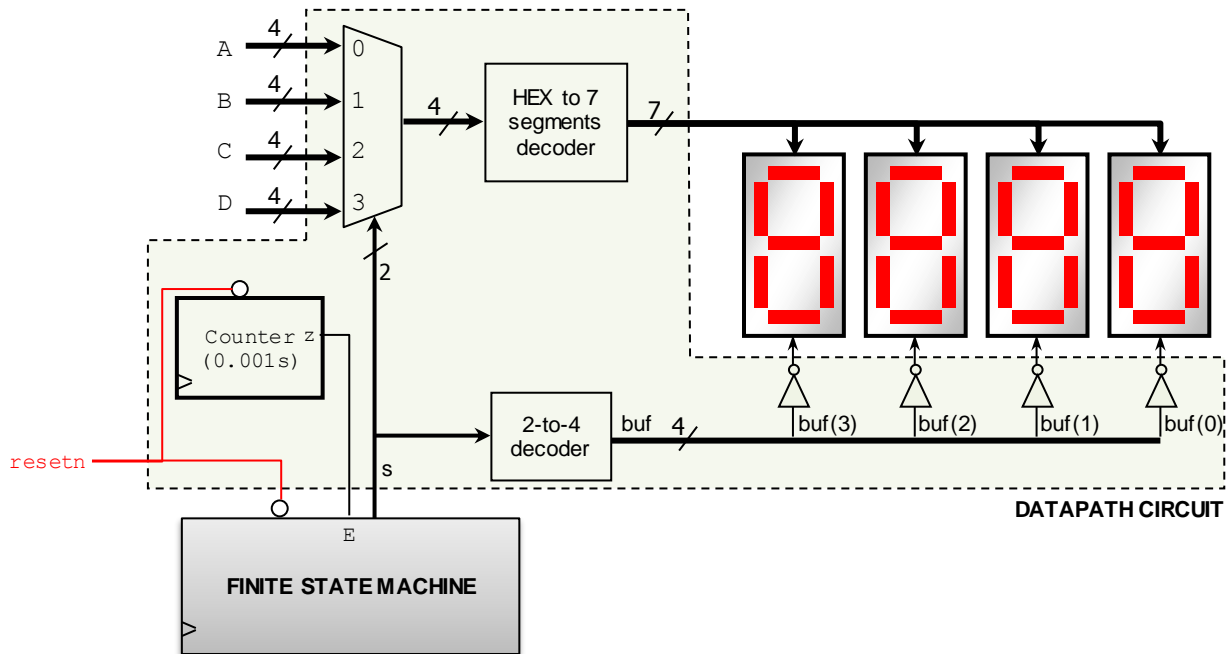 A
4
0
B
4
1
C
4
2
D
4
3
4
HEX to 7
segments
decoder
7
2
Counter
(0.001s)
z
2-to-4
decoder
buf
4
buf(3)
buf(2)
buf(1)
buf(0)
resetn
s
DATAPATH CIRCUIT
E
FINITE STATE MACHINE